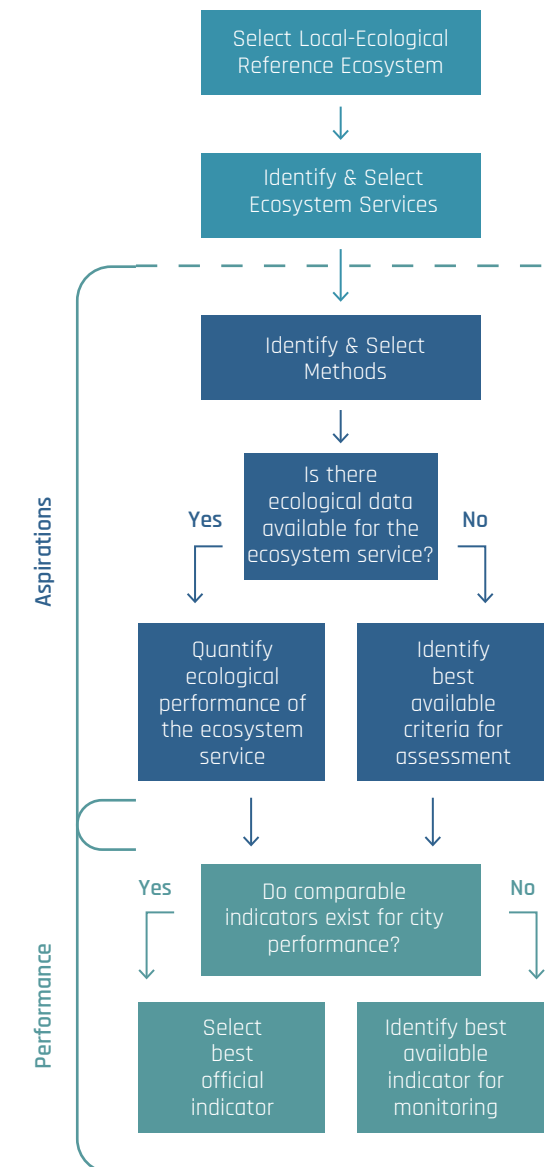 Select Local-Ecological
Reference Ecosystem
Identify & Select
Ecosystem Services
Identify & Select
Methods
Is there
ecological data
available for the
ecosystem service?
Yes
No
Aspirations
Quantify
ecological
performance of
the ecosystem
service
Identify
best
available
criteria for
assessment
Yes
No
Do comparable
indicators exist for city
performance?
Performance
Select
best
official
indicator
Identify best
available
indicator for
monitoring